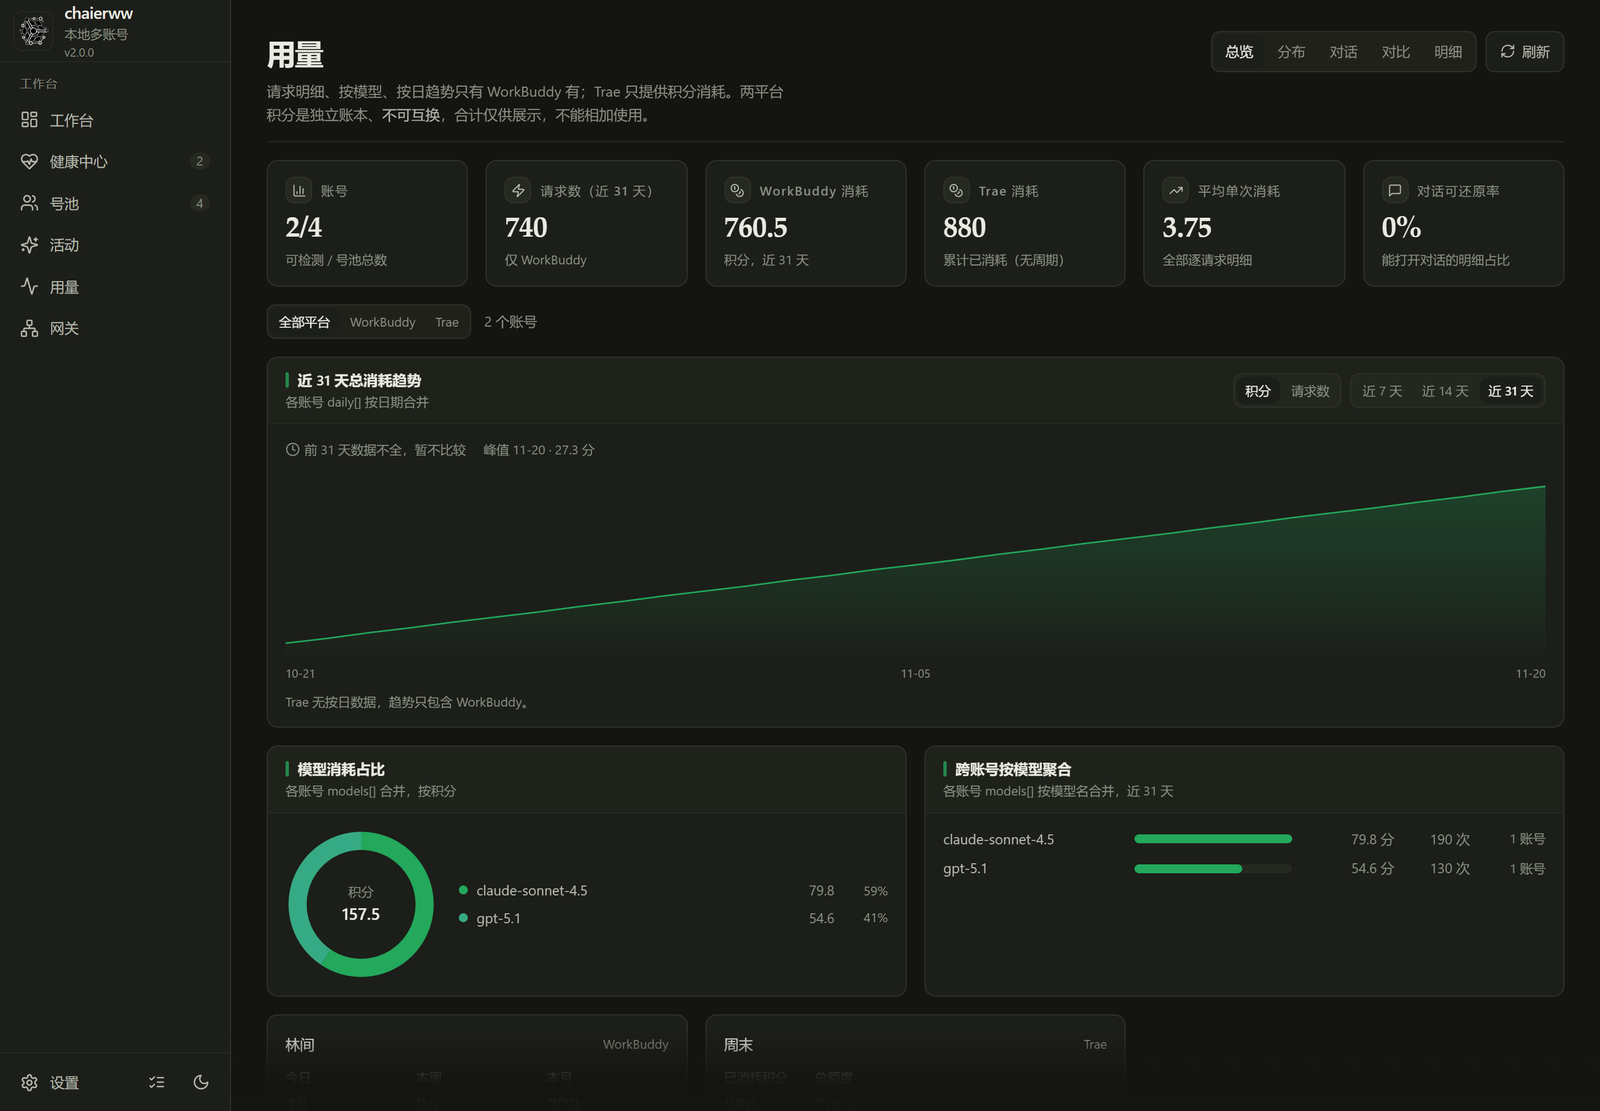 chaierww
本地多账号
v2.0.0
工作台
工作台
健康中心 2
号池 4
活动
用量
网关
设置
用量
请求明细、按模型、按日趋势只有 WorkBuddy 有；Trae 只提供积分消耗。两平台
积分是独立账本、不可互换，合计仅供展示，不能相加使用。
总览 分布 对话 对比 明细
刷新
账号
2/4
可检测 / 号池总数
请求数（近 31 天）
740
仅 WorkBuddy
WorkBuddy 消耗
760.5
积分，近 31 天
Trae 消耗
880
累计已消耗（无周期）
平均单次消耗
3.75
全部逐请求明细
对话可还原率
0%
能打开对话的明细占比
全部平台 WorkBuddy Trae 2 个账号
近 31 天总消耗趋势
各账号 daily[] 按日期合并
积分 请求数 近 7 天 近 14 天 近 31 天
前 31 天数据不全，暂不比较 峰值 11-20 · 27.3 分
10-21 11-05 11-20
Trae 无按日数据，趋势只包含 WorkBuddy。
模型消耗占比
各账号 models[] 合并，按积分
积分
157.5
claude-sonnet-4.5 79.8 59%
gpt-5.1 54.6 41%
跨账号按模型聚合
各账号 models[] 按模型名合并，近 31 天
claude-sonnet-4.5 79.8 分 190 次 1 账号
gpt-5.1 54.6 分 130 次 1 账号
林间 WorkBuddy
今日 本周 本月
周末 Trae
已消耗积分 总额度